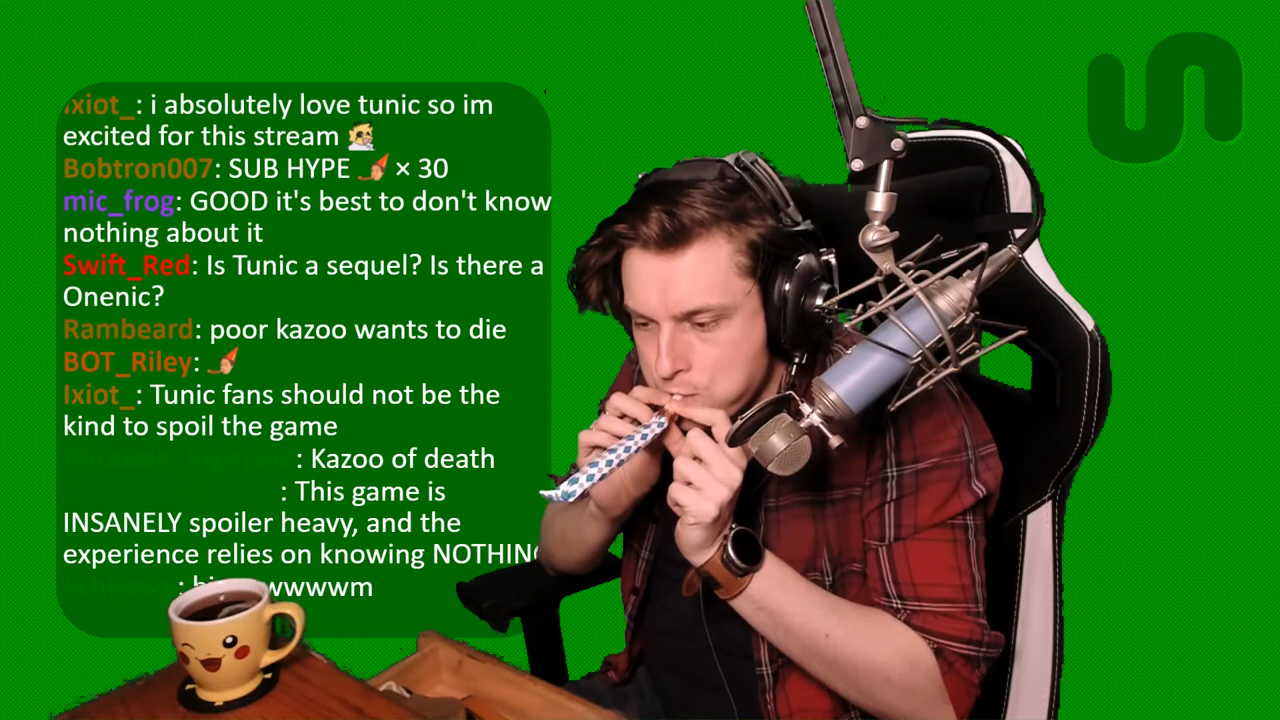 Ixiot_: i absolutely love tunic so im
excited for this stream
Bobtron007: SUB HYPE × 30
mic_frog: GOOD it's best to don't know
nothing about it
Swift_Red: Is Tunic a sequel? Is there a
Onenic?
Rambeard: poor kazoo wants to die
BOT_Riley:
Ixiot_: Tunic fans should not be the
kind to spoil the game
: Kazoo of death
: This game is
INSANELY spoiler heavy, and the
experience relies on knowing NOTHING
: